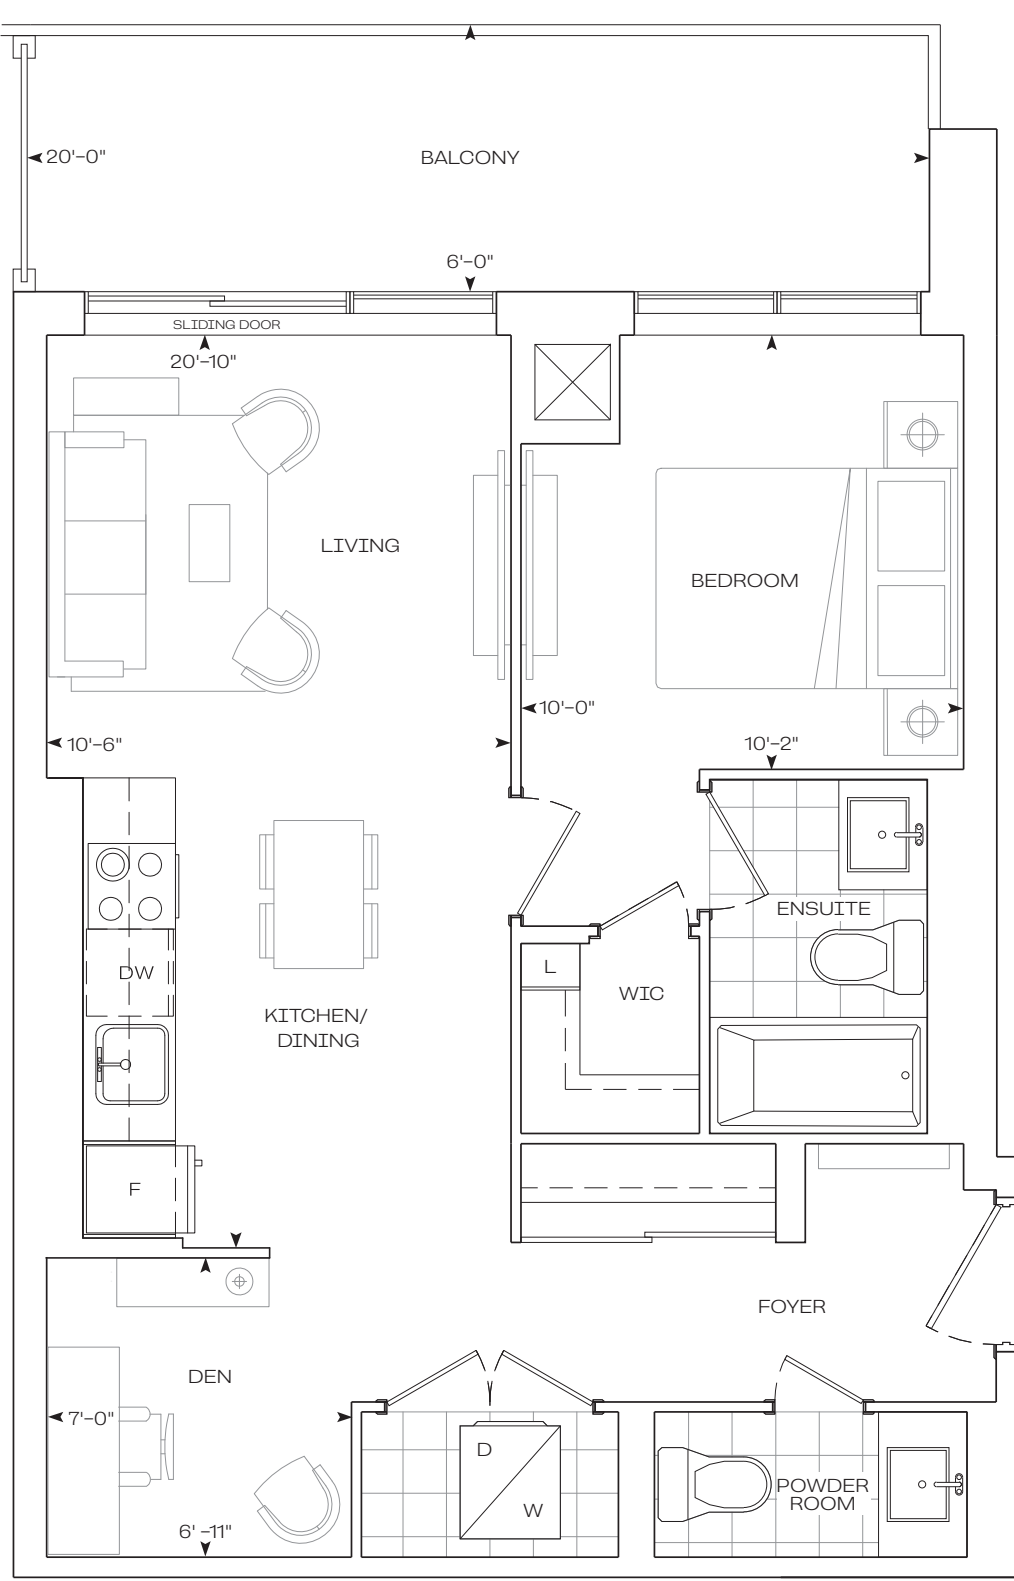 20'-0"
BALCONY
6'-0"
SLIDING DOOR
20'-10"
LIVING
BEDROOM
10'-0"
10'-6"
10'-2"
ENSUITE
L
DW
WIC
KITCHEN/
DINING
F
FOYER
DEN
7'-0"
D
POWDER
ROOM
W
6' -11"